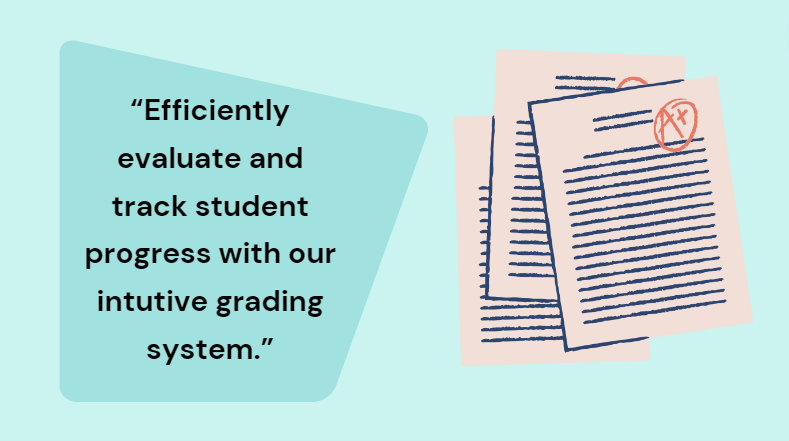 “Efficiently
evaluate and
track student
progress with our
intutive grading
system.”
A+